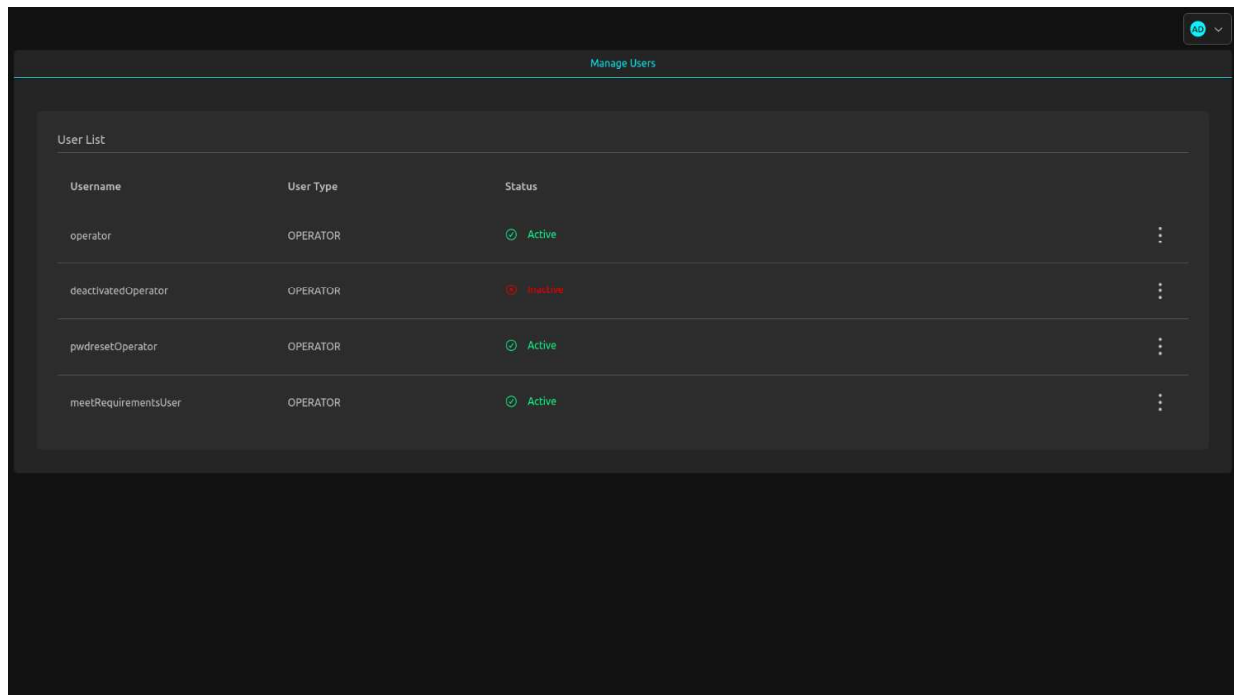 AD
Manage Users
User List
Username User Type Status
operator OPERATOR Active
deactivatedOperator OPERATOR Inactive
pwdresetOperator OPERATOR Active
meetRequirementsUser OPERATOR Active